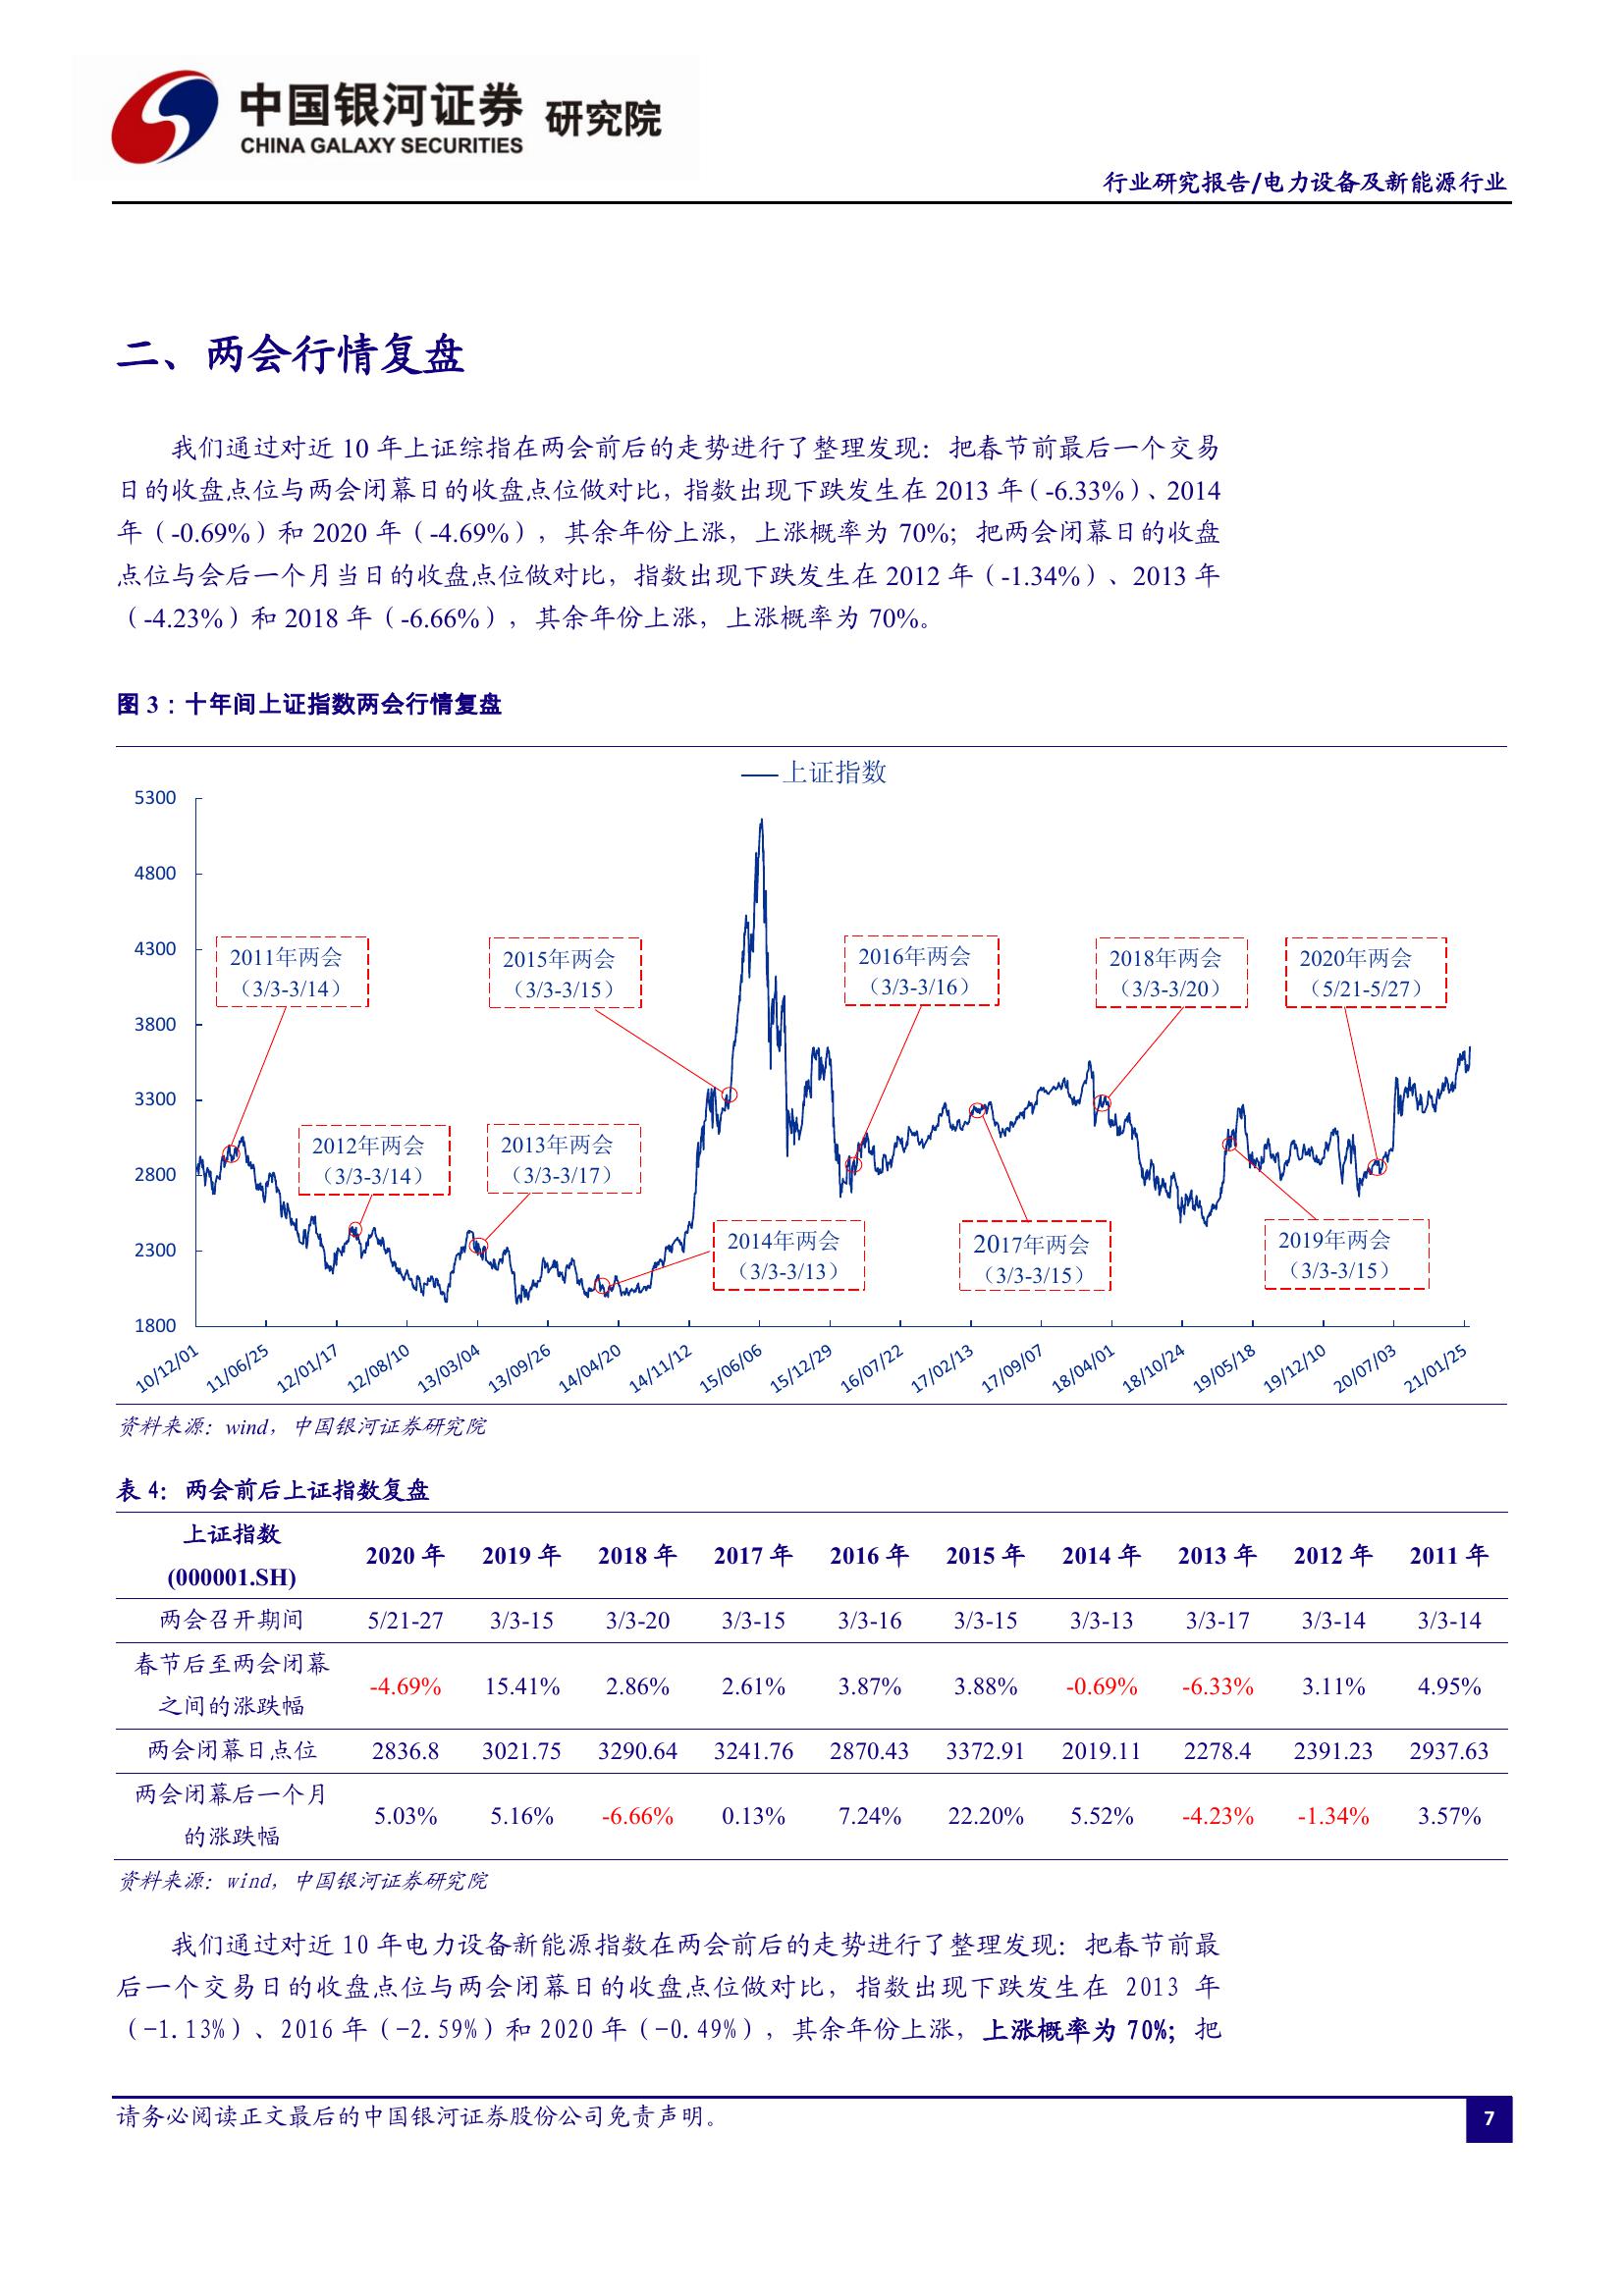 中国银河证券 研究院
CHINA GALAXY SECURITIES
行业研究报告/电力设备及新能源行业
二、两会行情复盘
我们通过对近 10 年上证综指在两会前后的走势进行了整理发现：把春节前最后一个交易
日的收盘点位与两会闭幕日的收盘点位做对比，指数出现下跌发生在 2013 年（-6.33%）、2014
年（-0.69%）和 2020 年（-4.69%），其余年份上涨，上涨概率为 70%；把两会闭幕日的收盘
点位与会后一个月当日的收盘点位做对比，指数出现下跌发生在 2012 年（-1.34%）、2013 年
（-4.23%）和 2018 年（-6.66%），其余年份上涨，上涨概率为 70%。
图 3：十年间上证指数两会行情复盘
上证指数
5300
4800
4300
3800
3300
2800
2300
1800
2011年两会
（3/3-3/14）
2015年两会
（3/3-3/15）
2016年两会
（3/3-3/16）
2018年两会
（3/3-3/20）
2020年两会
（5/21-5/27）
2012年两会
（3/3-3/14）
2013年两会
（3/3-3/17）
2014年两会
（3/3-3/13）
2017年两会
（3/3-3/15）
2019年两会
（3/3-3/15）
10/12/01 11/06/25 12/01/17 12/08/10 13/03/04 13/09/26 14/04/20 14/11/12 15/06/06 15/12/29 16/07/22 17/02/13 17/09/07 18/04/01 18/10/24 19/05/18 19/12/10 20/07/03 21/01/25
资料来源：wind，中国银河证券研究院
表 4：两会前后上证指数复盘
上证指数
(000001.SH) 2020 年 2019 年 2018 年 2017 年 2016 年 2015 年 2014 年 2013 年 2012 年 2011 年
两会召开期间 5/21-27 3/3-15 3/3-20 3/3-15 3/3-16 3/3-15 3/3-13 3/3-17 3/3-14 3/3-14
春节后至两会闭幕
之间的涨跌幅 -4.69% 15.41% 2.86% 2.61% 3.87% 3.88% -0.69% -6.33% 3.11% 4.95%
两会闭幕日点位 2836.8 3021.75 3290.64 3241.76 2870.43 3372.91 2019.11 2278.4 2391.23 2937.63
两会闭幕后一个月
的涨跌幅 5.03% 5.16% -6.66% 0.13% 7.24% 22.20% 5.52% -4.23% -1.34% 3.57%
资料来源：wind，中国银河证券研究院
我们通过对近 10 年电力设备新能源指数在两会前后的走势进行了整理发现：把春节前最
后一个交易日的收盘点位与两会闭幕日的收盘点位做对比，指数出现下跌发生在 2013 年
（-1.13%）、2016 年（-2.59%）和 2020 年（-0.49%），其余年份上涨，上涨概率为 70%；把
请务必阅读正文最后的中国银河证券股份公司免责声明。
7